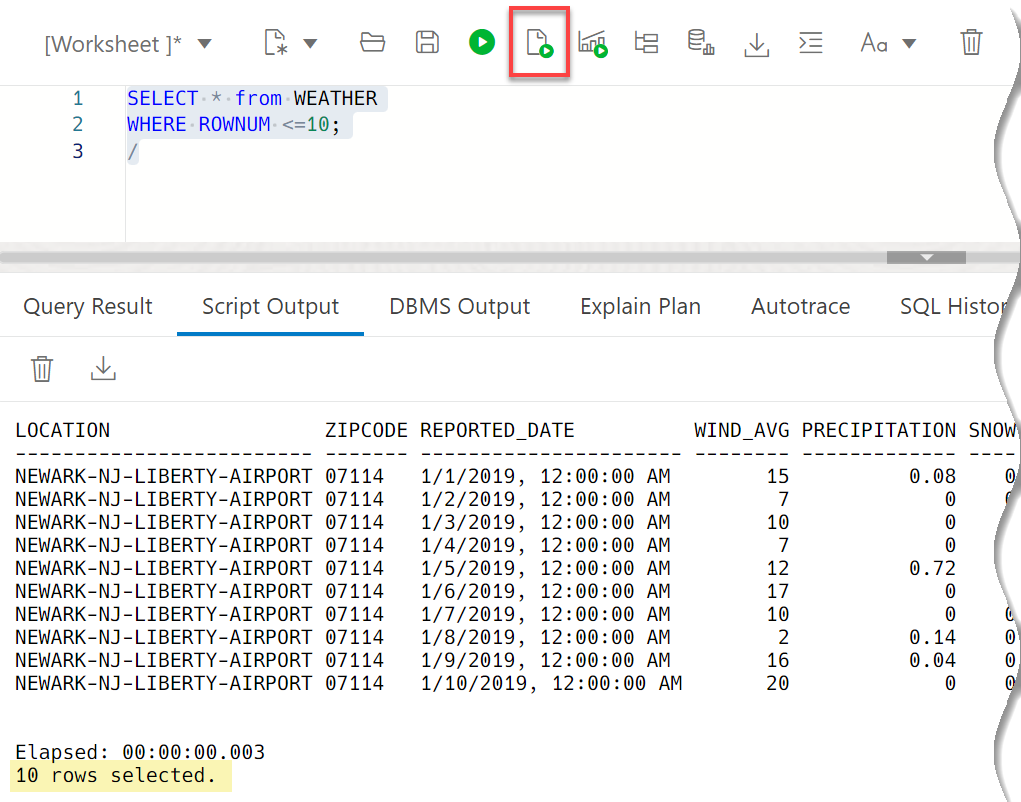 [Worksheet ]* Aa
1 SELECT * from WEATHER
2 WHERE ROWNUM <=10;
3 /
Query Result Script Output DBMS Output Explain Plan Autotrace SQL Histor
LOCATION ZIPCODE REPORTED_DATE WIND_AVG PRECIPITATION SNOW
-------------------------- ------- ---------------------- -------- ------------- ----
NEWARK-NJ-LIBERTY-AIRPORT 07114 1/1/2019, 12:00:00 AM 15 0.08 0
NEWARK-NJ-LIBERTY-AIRPORT 07114 1/2/2019, 12:00:00 AM 7 0 0
NEWARK-NJ-LIBERTY-AIRPORT 07114 1/3/2019, 12:00:00 AM 10 0
NEWARK-NJ-LIBERTY-AIRPORT 07114 1/4/2019, 12:00:00 AM 7 0
NEWARK-NJ-LIBERTY-AIRPORT 07114 1/5/2019, 12:00:00 AM 12 0.72
NEWARK-NJ-LIBERTY-AIRPORT 07114 1/6/2019, 12:00:00 AM 17 0
NEWARK-NJ-LIBERTY-AIRPORT 07114 1/7/2019, 12:00:00 AM 10 0 0
NEWARK-NJ-LIBERTY-AIRPORT 07114 1/8/2019, 12:00:00 AM 2 0.14 0
NEWARK-NJ-LIBERTY-AIRPORT 07114 1/9/2019, 12:00:00 AM 16 0.04 0
NEWARK-NJ-LIBERTY-AIRPORT 07114 1/10/2019, 12:00:00 AM 20 0 0
Elapsed: 00:00:00.003
10 rows selected.